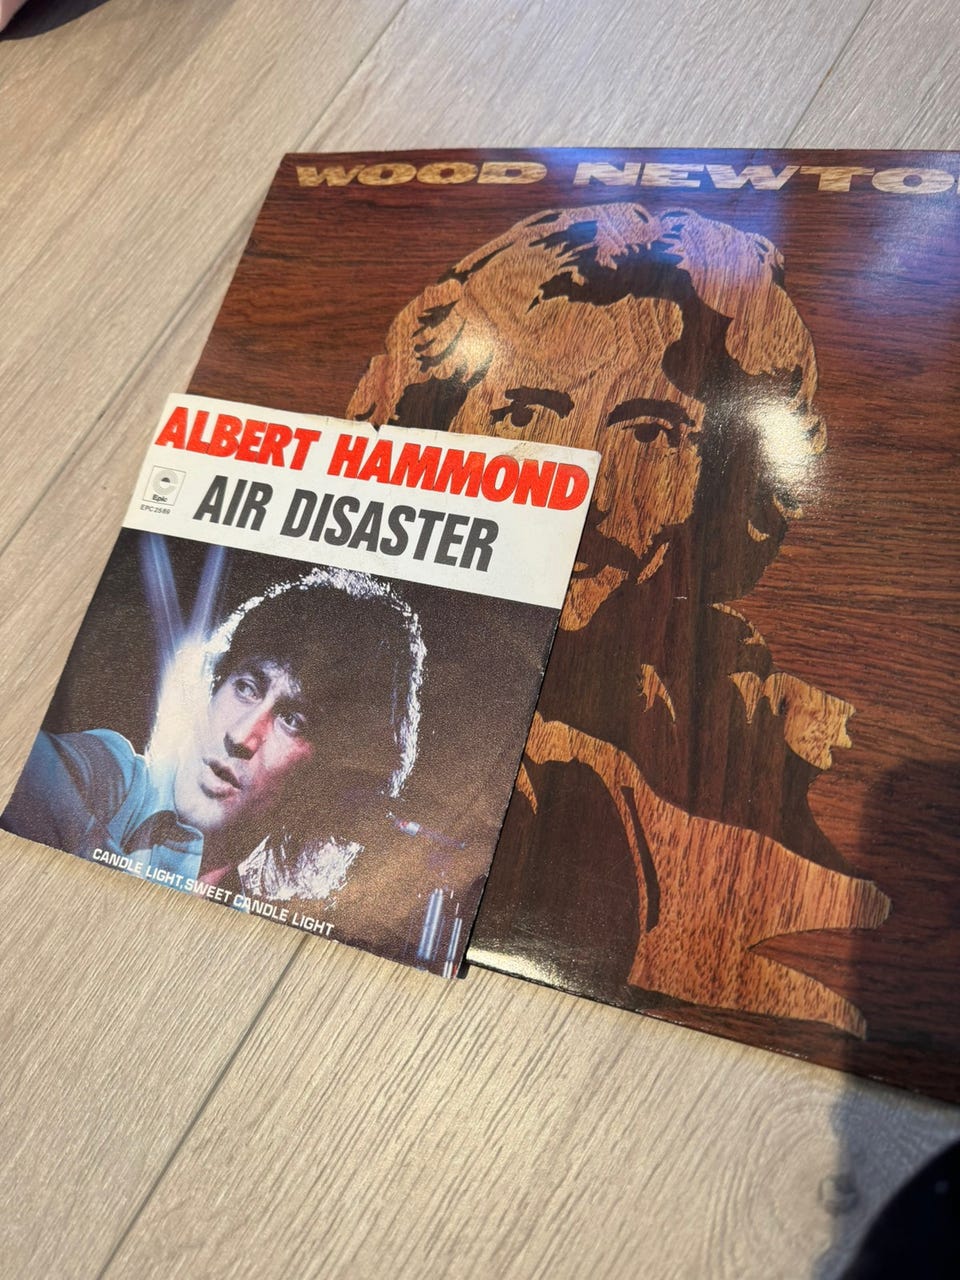 WOOD NEWTO
ALBERT HAMMOND
AIR DISASTER
Epic
EPC 2589
CANDLE LIGHT, SWEET CANDLE LIGHT